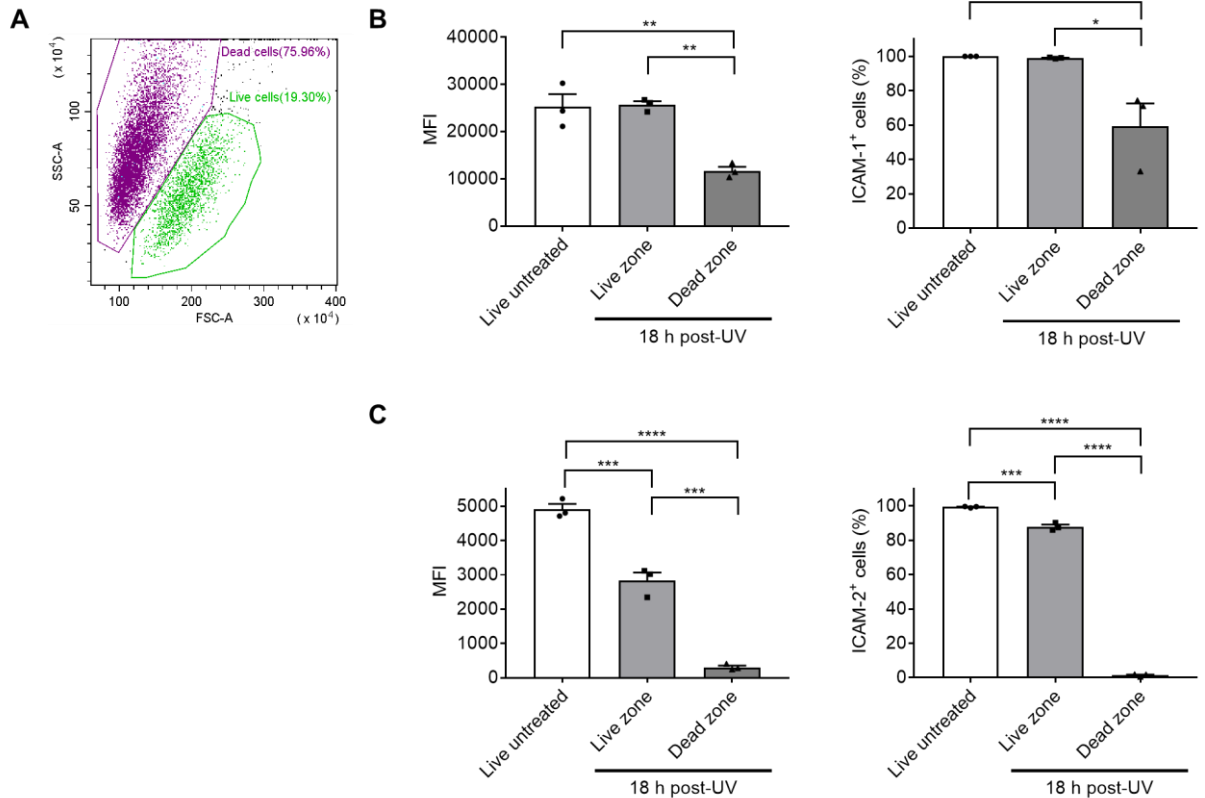 A
(x 10⁴)
100
50
SSC-A
Dead cells(75.96%)
Live cells(19.30%)
100 200 300 400
FSC-A (x 10⁴)
B
**
**
40000
30000
20000
10000
0
MFI
Live untreated
Live zone
Dead zone
18 h post-UV
*
100
80
60
40
20
0
ICAM-1⁺ cells (%)
Live untreated
Live zone
Dead zone
18 h post-UV
C
****
***
***
5000
4000
3000
2000
1000
0
MFI
Live untreated
Live zone
Dead zone
18 h post-UV
****
****
***
100
80
60
40
20
0
ICAM-2⁺ cells (%)
Live untreated
Live zone
Dead zone
18 h post-UV